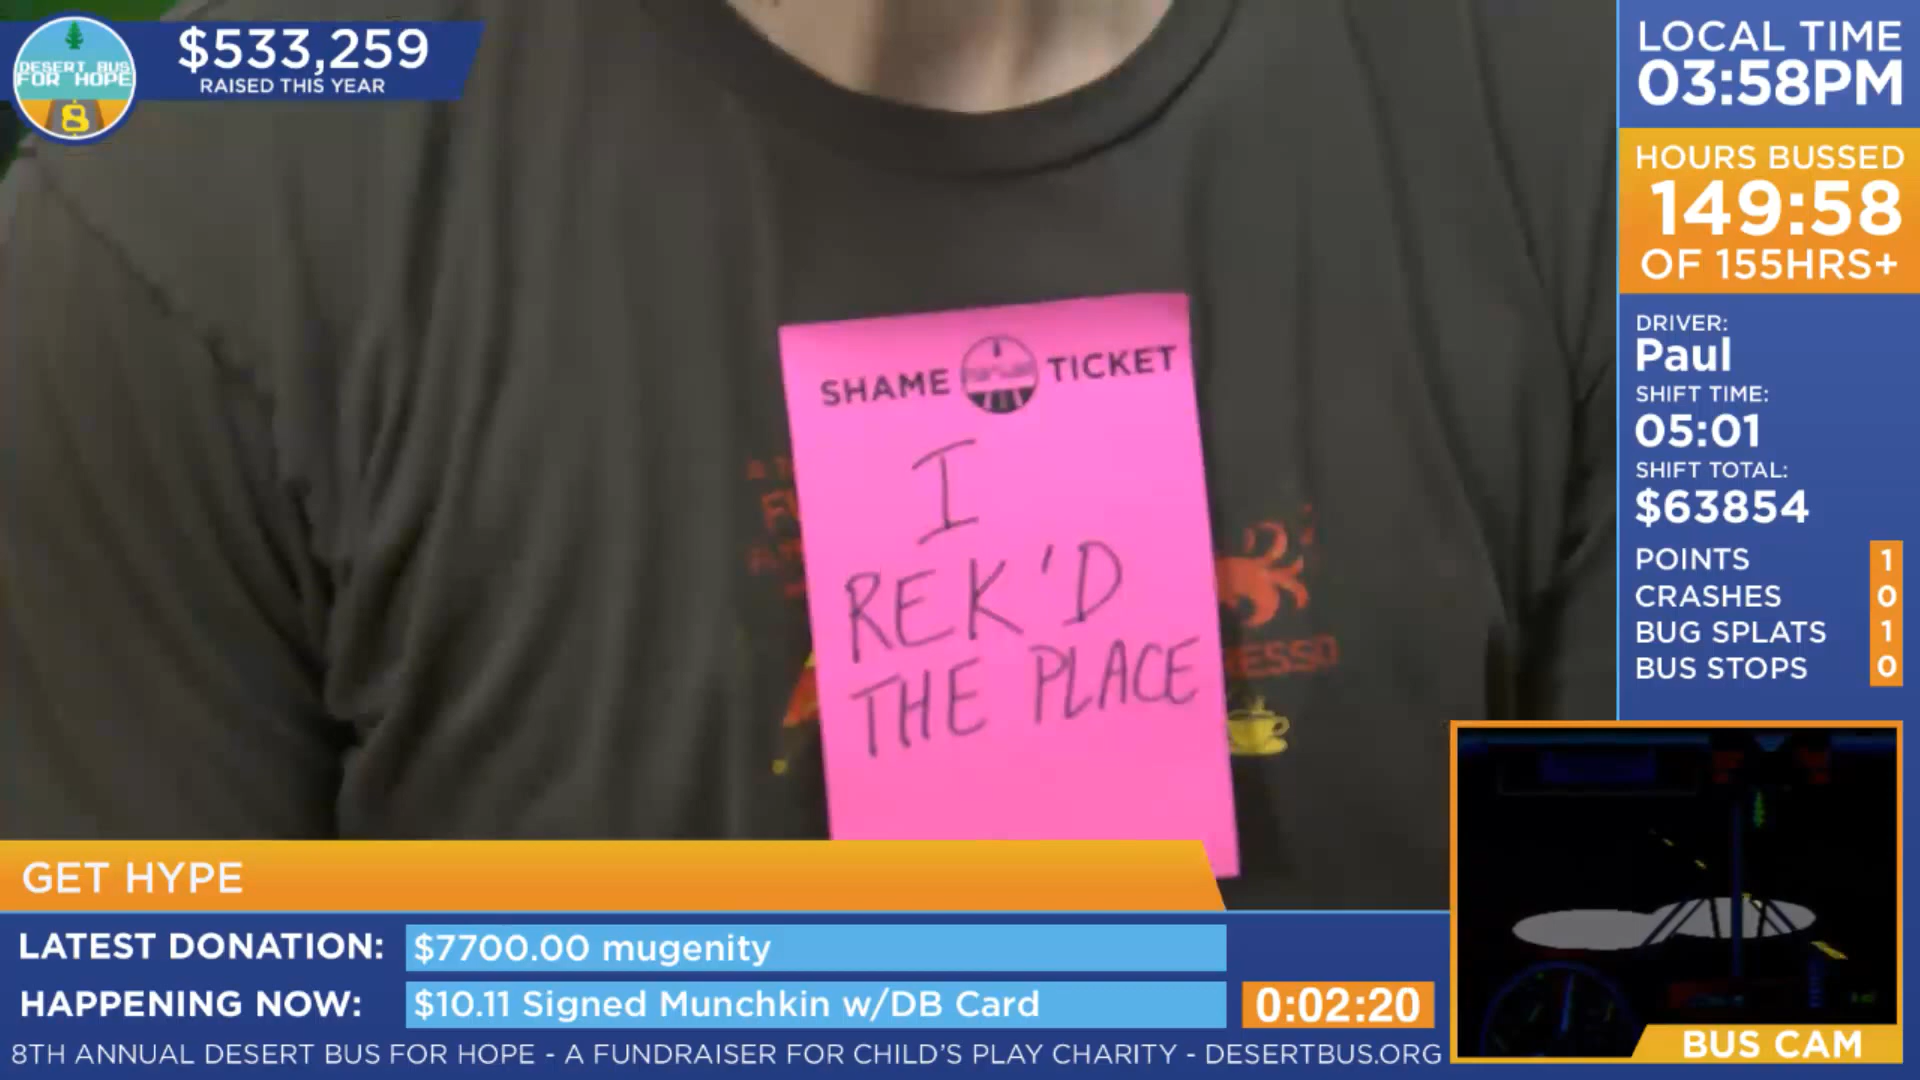 DESERT BUS
FOR HOPE
8
$533,259
RAISED THIS YEAR
LOCAL TIME
03:58PM
HOURS BUSSED
149:58
OF 155HRS+
DRIVER:
Paul
SHIFT TIME:
05:01
SHIFT TOTAL:
$63854
POINTS 1
CRASHES 0
BUG SPLATS 1
BUS STOPS 0
SHAME TICKET
I
REK'D
THE PLACE
GET HYPE
LATEST DONATION: $7700.00 mugenity
HAPPENING NOW: $10.11 Signed Munchkin w/DB Card 0:02:20
8TH ANNUAL DESERT BUS FOR HOPE - A FUNDRAISER FOR CHILD'S PLAY CHARITY - DESERTBUS.ORG
BUS CAM